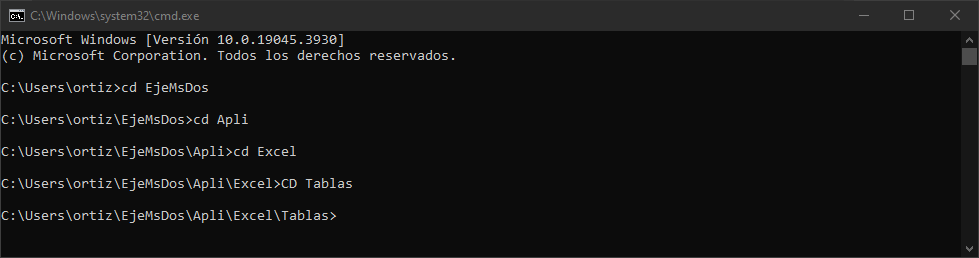 C:\Windows\system32\cmd.exe
Microsoft Windows [Versión 10.0.19045.3930]
(c) Microsoft Corporation. Todos los derechos reservados.
C:\Users\ortiz>cd EjeMsDos
C:\Users\ortiz\EjeMsDos>cd Apli
C:\Users\ortiz\EjeMsDos\Apli>cd Excel
C:\Users\ortiz\EjeMsDos\Apli\Excel>CD Tablas
C:\Users\ortiz\EjeMsDos\Apli\Excel\Tablas>